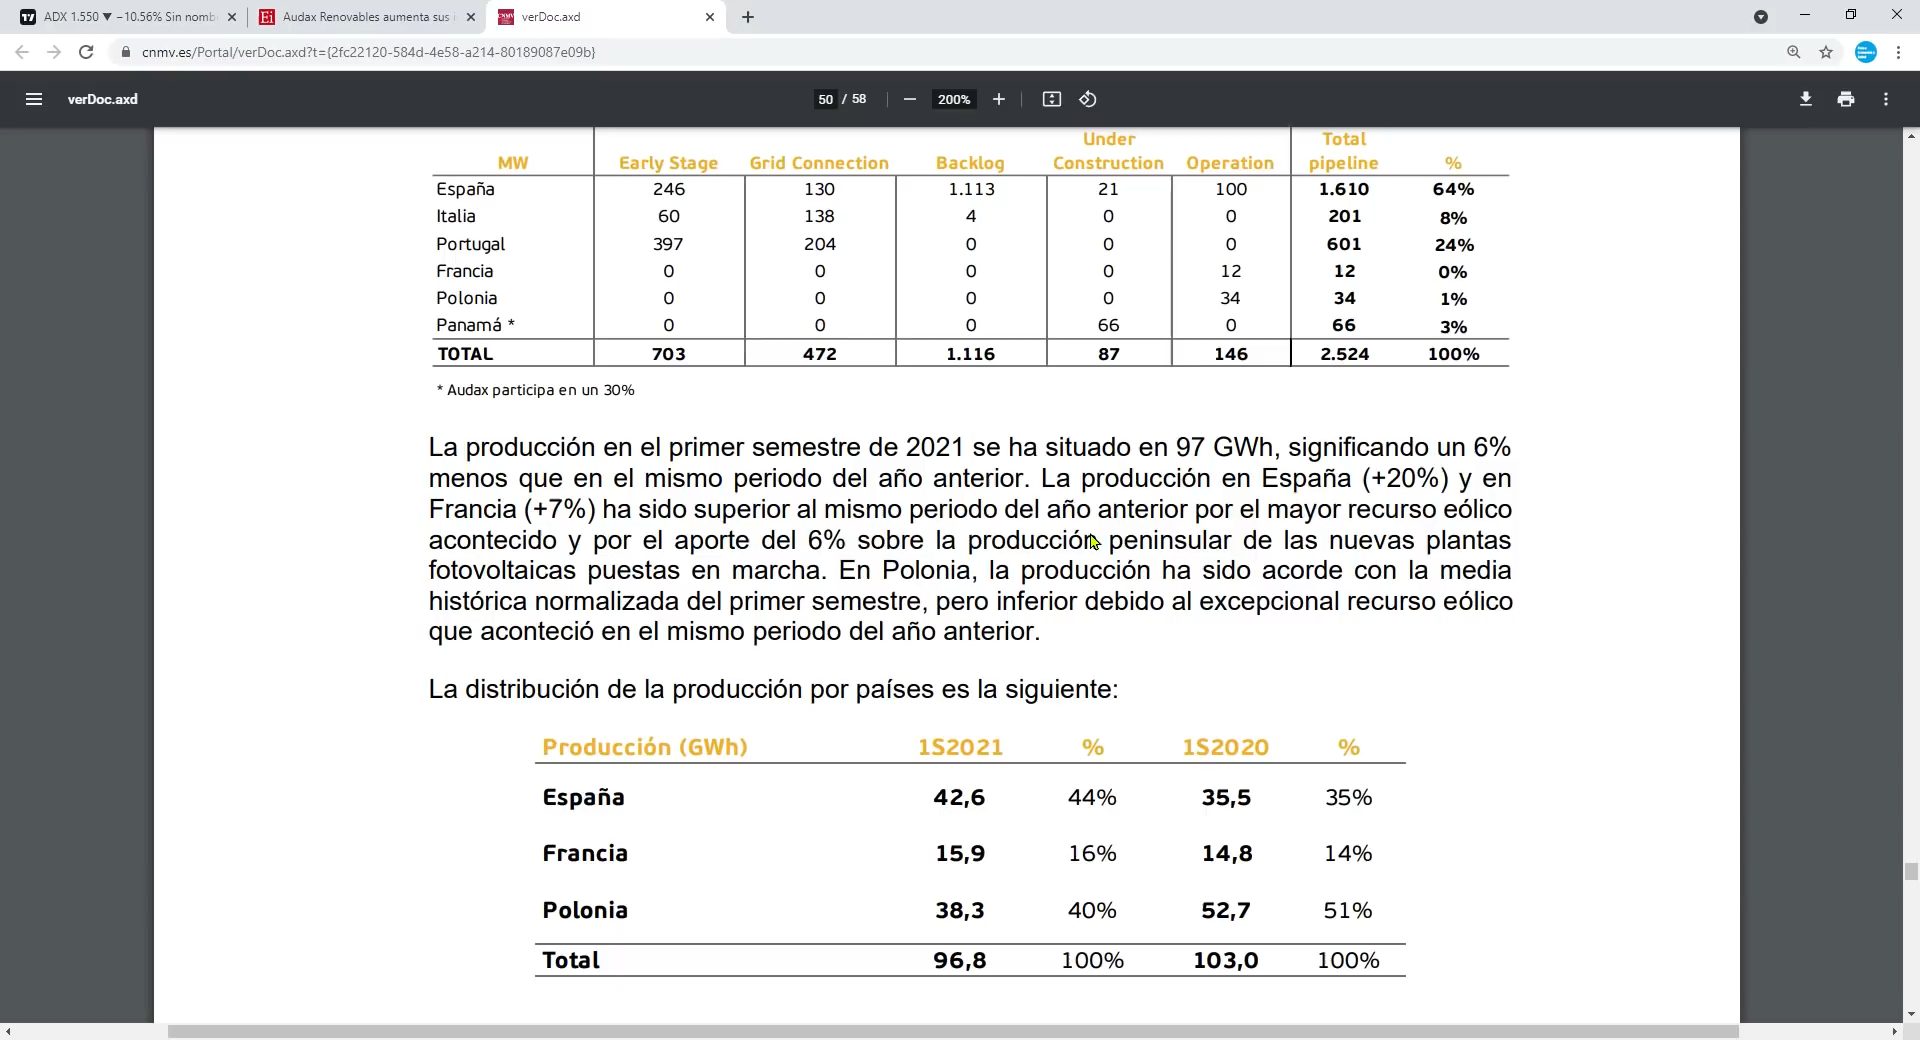 ADX 1.550 ▼ −10.56% Sin nomb
Audax Renovables aumenta sus i
CNMV
verDoc.axd
cnmv.es/Portal/verDoc.axd?t={2fc22120-584d-4e58-a214-80189087e09b}
verDoc.axd
50 / 58
200%
MW Early Stage Grid Connection Backlog Under Construction Operation Total pipeline %
España 246 130 1.113 21 100 1.610 64%
Italia 60 138 4 0 0 201 8%
Portugal 397 204 0 0 0 601 24%
Francia 0 0 0 0 12 12 0%
Polonia 0 0 0 0 34 34 1%
Panamá * 0 0 0 66 0 66 3%
TOTAL 703 472 1.116 87 146 2.524 100%
* Audax participa en un 30%
La producción en el primer semestre de 2021 se ha situado en 97 GWh, significando un 6%
menos que en el mismo periodo del año anterior. La producción en España (+20%) y en
Francia (+7%) ha sido superior al mismo periodo del año anterior por el mayor recurso eólico
acontecido y por el aporte del 6% sobre la producción peninsular de las nuevas plantas
fotovoltaicas puestas en marcha. En Polonia, la producción ha sido acorde con la media
histórica normalizada del primer semestre, pero inferior debido al excepcional recurso eólico
que aconteció en el mismo periodo del año anterior.
La distribución de la producción por países es la siguiente:
Producción (GWh) 1S2021 % 1S2020 %
España 42,6 44% 35,5 35%
Francia 15,9 16% 14,8 14%
Polonia 38,3 40% 52,7 51%
Total 96,8 100% 103,0 100%